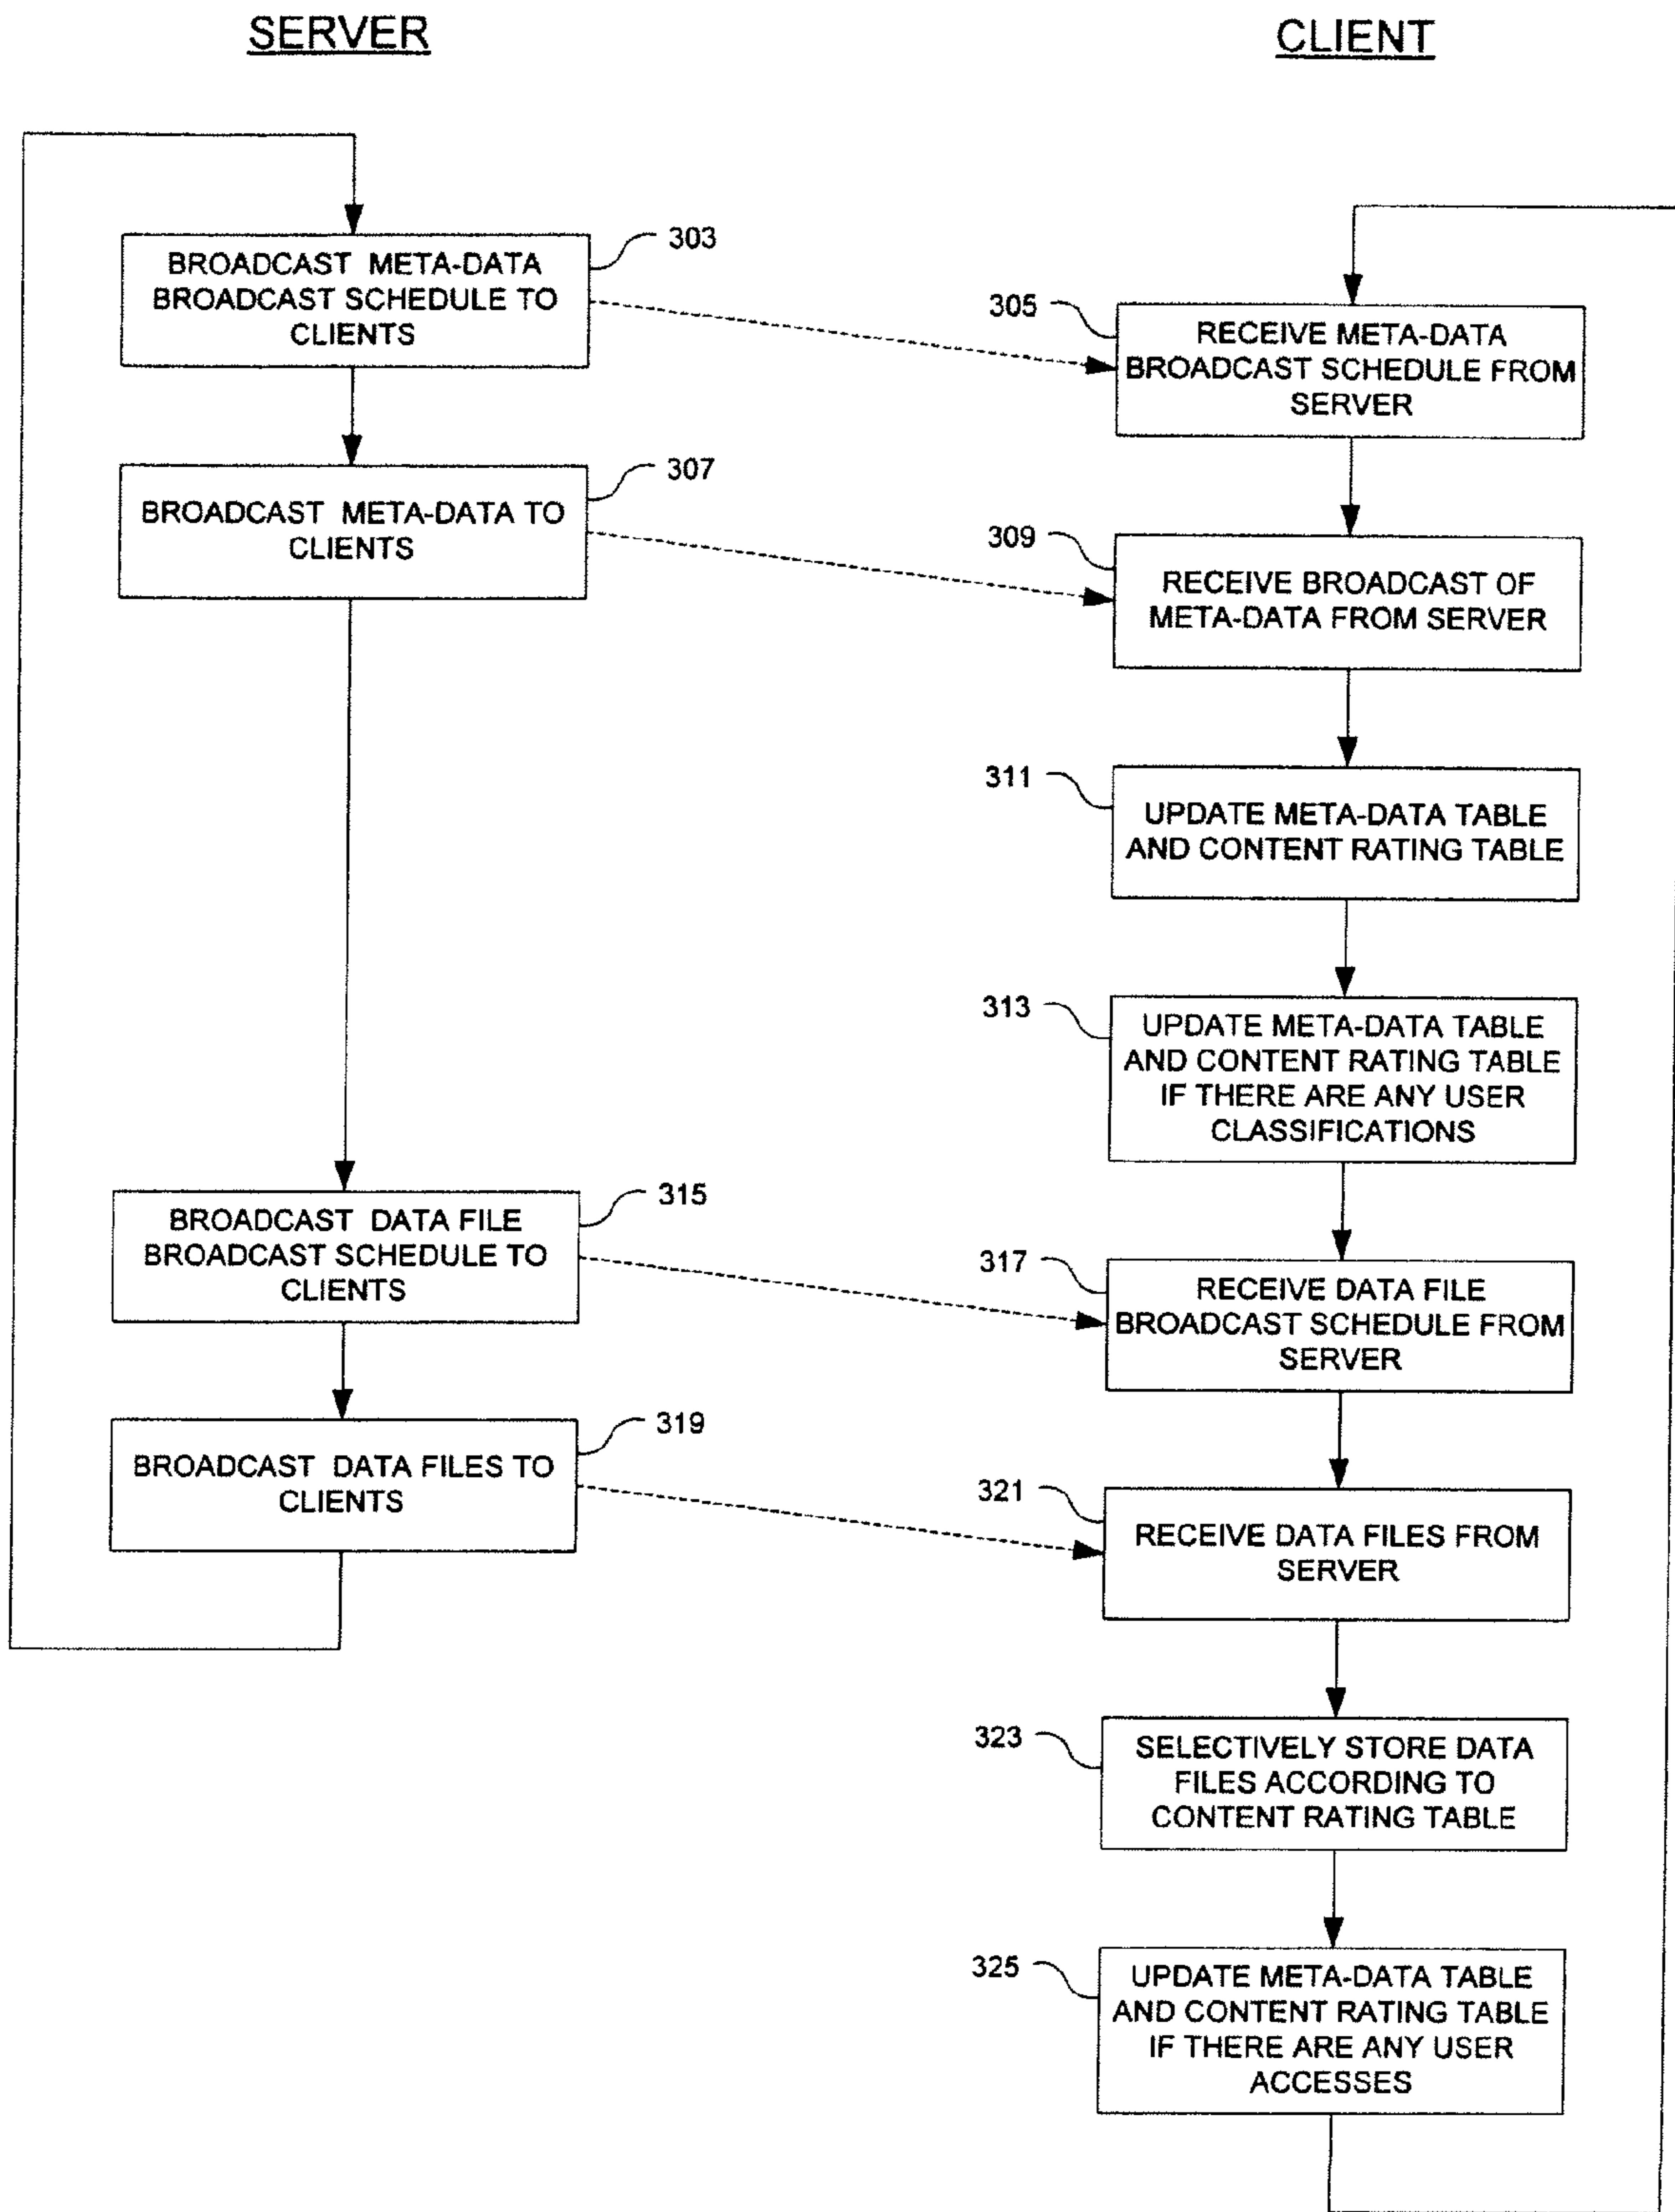 SERVER
CLIENT
303
BROADCAST META-DATA
BROADCAST SCHEDULE TO
CLIENTS
305
RECEIVE META-DATA
BROADCAST SCHEDULE FROM
SERVER
307
BROADCAST META-DATA TO
CLIENTS
309
RECEIVE BROADCAST OF
META-DATA FROM SERVER
311
UPDATE META-DATA TABLE
AND CONTENT RATING TABLE
313
UPDATE META-DATA TABLE
AND CONTENT RATING TABLE
IF THERE ARE ANY USER
CLASSIFICATIONS
315
BROADCAST DATA FILE
BROADCAST SCHEDULE TO
CLIENTS
317
RECEIVE DATA FILE
BROADCAST SCHEDULE FROM
SERVER
319
BROADCAST DATA FILES TO
CLIENTS
321
RECEIVE DATA FILES FROM
SERVER
323
SELECTIVELY STORE DATA
FILES ACCORDING TO
CONTENT RATING TABLE
325
UPDATE META-DATA TABLE
AND CONTENT RATING TABLE
IF THERE ARE ANY USER
ACCESSES